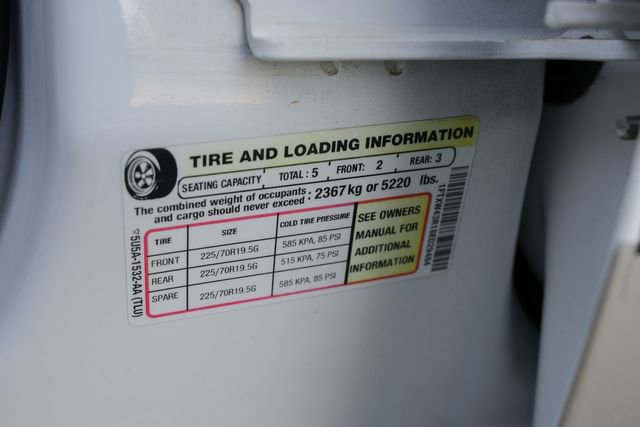 TIRE AND LOADING INFORMATION
SEATING CAPACITY TOTAL: 5 FRONT: 2 REAR: 3
The combined weight of occupants and cargo should never exceed : 2367 kg or 5220 lbs.
TIRE SIZE COLD TIRE PRESSURE
FRONT 225/70R19.5G 585 KPA, 85 PSI
REAR 225/70R19.5G 515 KPA, 75 PSI
SPARE 225/70R19.5G 585 KPA, 85 PSI
SEE OWNERS
MANUAL FOR
ADDITIONAL
INFORMATION
5U5A-1532-AA (TLU)